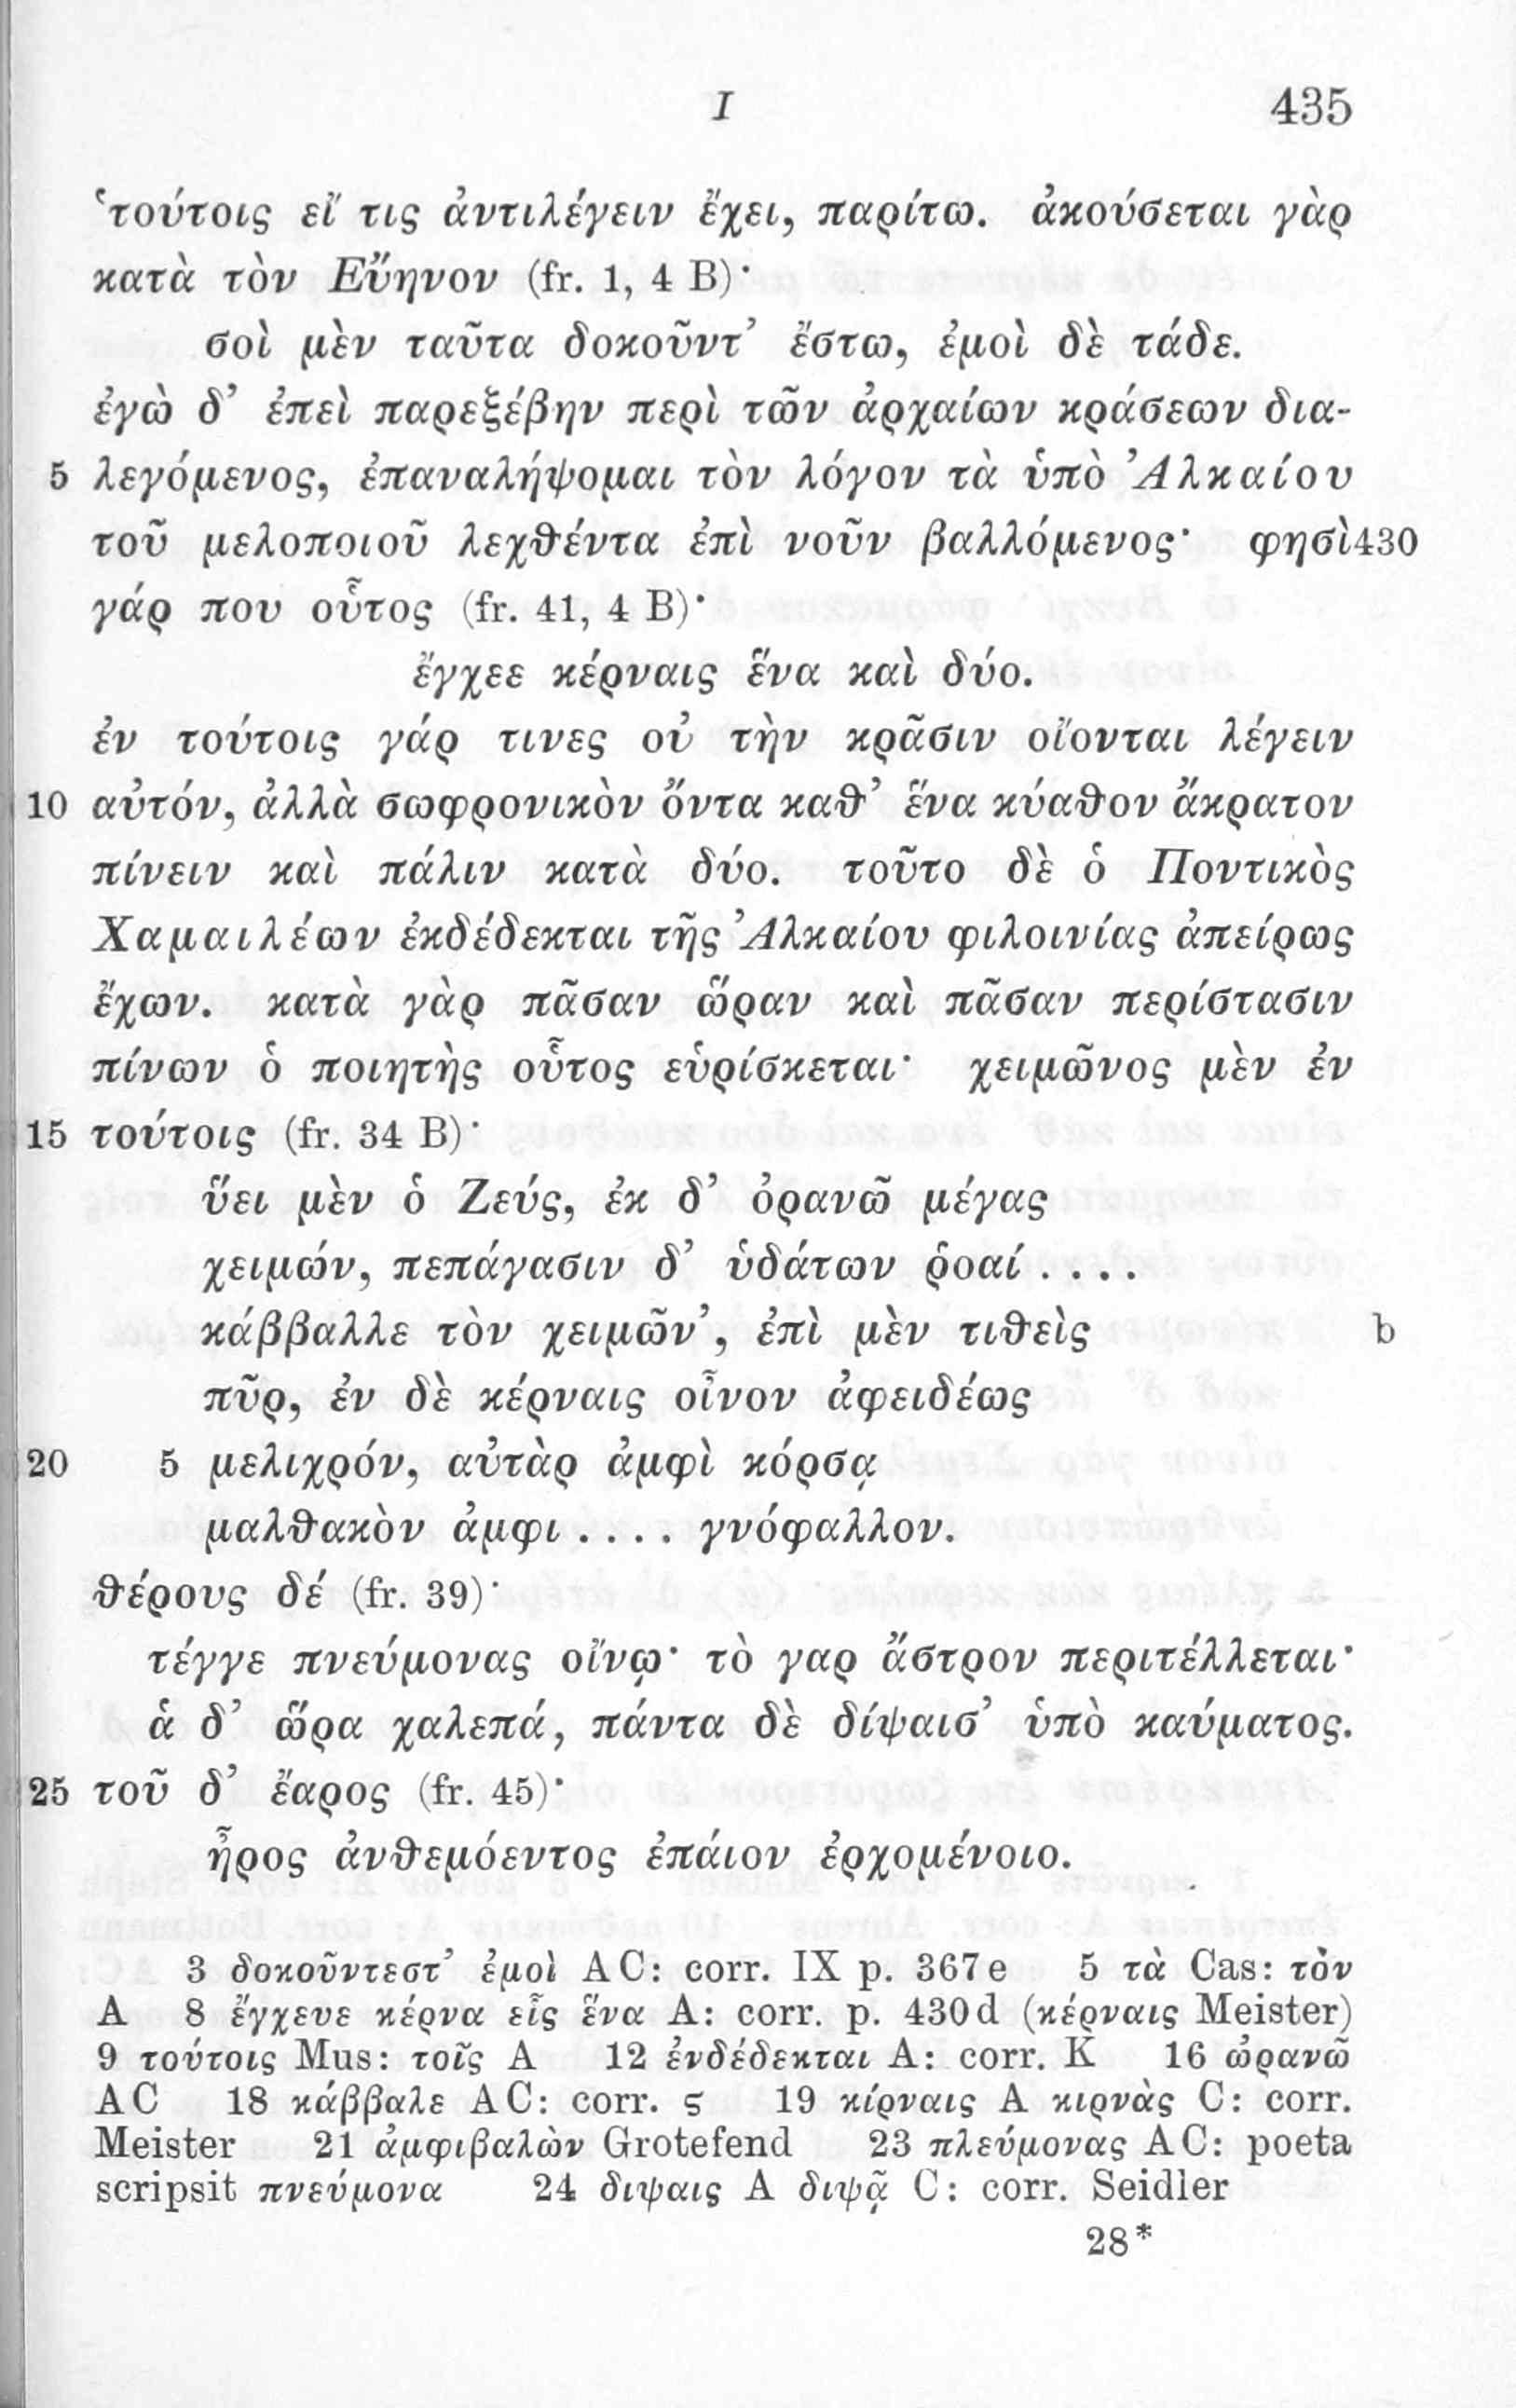 I 435
‘τούτοις εἴ τις ἀντιλέγειν ἔχει, παρίτω. ἀκούσεται γὰρ
κατὰ τὸν Εὔηνον (fr. 1, 4 B)·
σοὶ μὲν ταῦτα δοκοῦντ’ ἔστω, ἐμοὶ δὲ τάδε.
ἐγὼ δ’ ἐπεὶ παρεξέβην περὶ τῶν ἀρχαίων κράσεων δια-
5 λεγόμενος, ἐπαναλήψομαι τὸν λόγον τὰ ὑπὸ Ἀλκαίου
τοῦ μελοποιοῦ λεχθέντα ἐπὶ νοῦν βαλλόμενος· φησὶ 430
γάρ που οὗτος (fr. 41, 4 B)·
ἔγχεε κέρναις ἕνα καὶ δύο.
ἐν τούτοις γάρ τινες οὐ τὴν κρᾶσιν οἴονται λέγειν
10 αὐτόν, ἀλλὰ σωφρονικὸν ὄντα καθ’ ἕνα κύαθον ἄκρατον
πίνειν καὶ πάλιν κατὰ δύο. τοῦτο δὲ ὁ Ποντικὸς
Χαμαιλέων ἐκδέδεκται τῆς Ἀλκαίου φιλοινίας ἀπείρως
ἔχων. κατὰ γὰρ πᾶσαν ὥραν καὶ πᾶσαν περίστασιν
πίνων ὁ ποιητὴς οὗτος εὑρίσκεται· χειμῶνος μὲν ἐν
15 τούτοις (fr. 34 B)·
ὕει μὲν ὁ Ζεύς, ἐκ δ’ ὀρανῶ μέγας
χειμών, πεπάγασιν δ’ ὑδάτων ῥοαί ....
κάββαλλε τὸν χειμῶν’, ἐπὶ μὲν τιθεὶς b
πῦρ, ἐν δὲ κέρναις οἶνον ἀφειδέως
20 5 μελιχρόν, αὐτὰρ ἀμφὶ κόρσᾳ
μαλθακὸν ἀμφι .... γνόφαλλον.
θέρους δέ (fr. 39)·
τέγγε πνεύμονας οἴνῳ· τὸ γαρ ἄστρον περιτέλλεται·
ἁ δ’ ὥρα χαλεπά, πάντα δὲ δίψαισ’ ὑπὸ καύματος.
25 τοῦ δ’ ἔαρος (fr. 45)·
ἦρος ἀνθεμόεντος ἐπάιον ἐρχομένοιο.
3 δοκοῦντεστ’ ἐμοὶ AC: corr. IX p. 367e 5 τὰ Cas: τὸν
A 8 ἔγχευε κέρνα εἷς ἕνα A: corr. p. 430d (κέρναις Meister)
9 τούτοις Mus: τοῖς A 12 ἐνδέδεκται A: corr. K 16 ὠρανῶ
AC 18 κάββαλε AC: corr. ς 19 κίρναις A κιρνὰς C: corr.
Meister 21 ἀμφιβαλὼν Grotefend 23 πλεύμονας AC: poeta
scripsit πνεύμονα 24 διψαις A διψᾷ C: corr. Seidler
28*